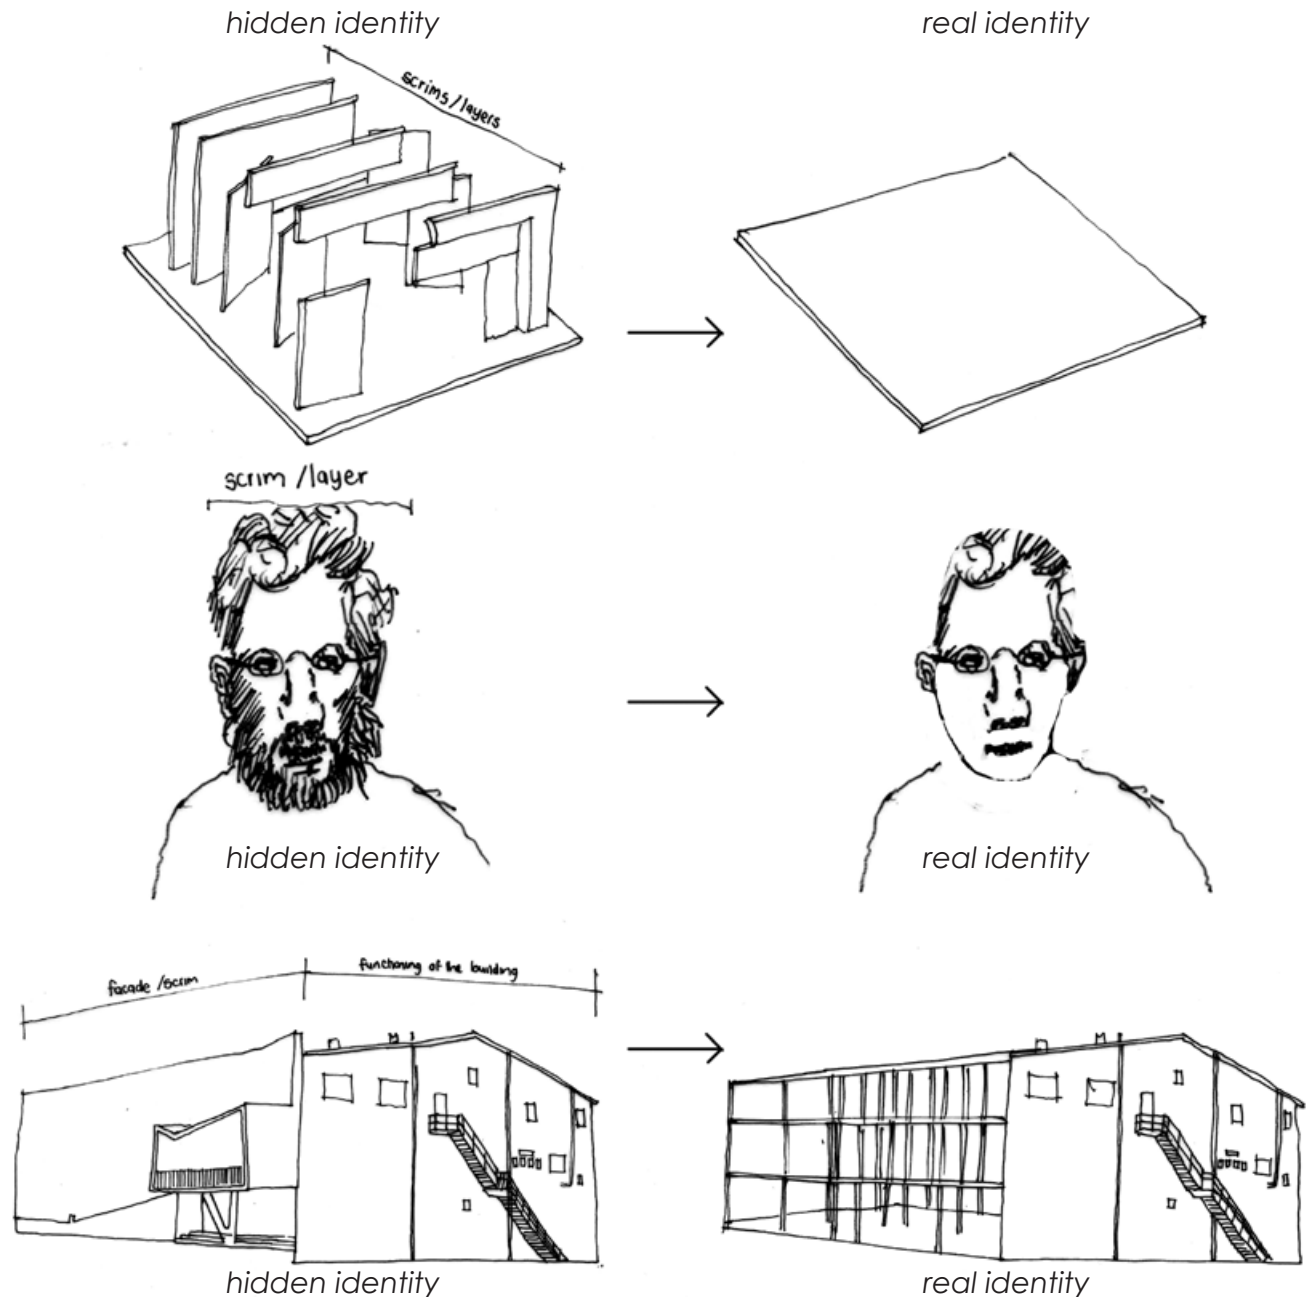 hidden identity
real identity
scrims/layers
scrim /layer
hidden identity
real identity
facade /scrim
functioning of the building
hidden identity
real identity